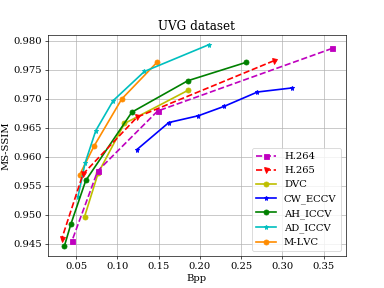 UVG dataset
0.980
0.975
0.970
0.965
0.960
0.955
0.950
0.945
MS-SSIM
0.05 0.10 0.15 0.20 0.25 0.30 0.35
Bpp
H.264
H.265
DVC
CW_ECCV
AH_ICCV
AD_ICCV
M-LVC